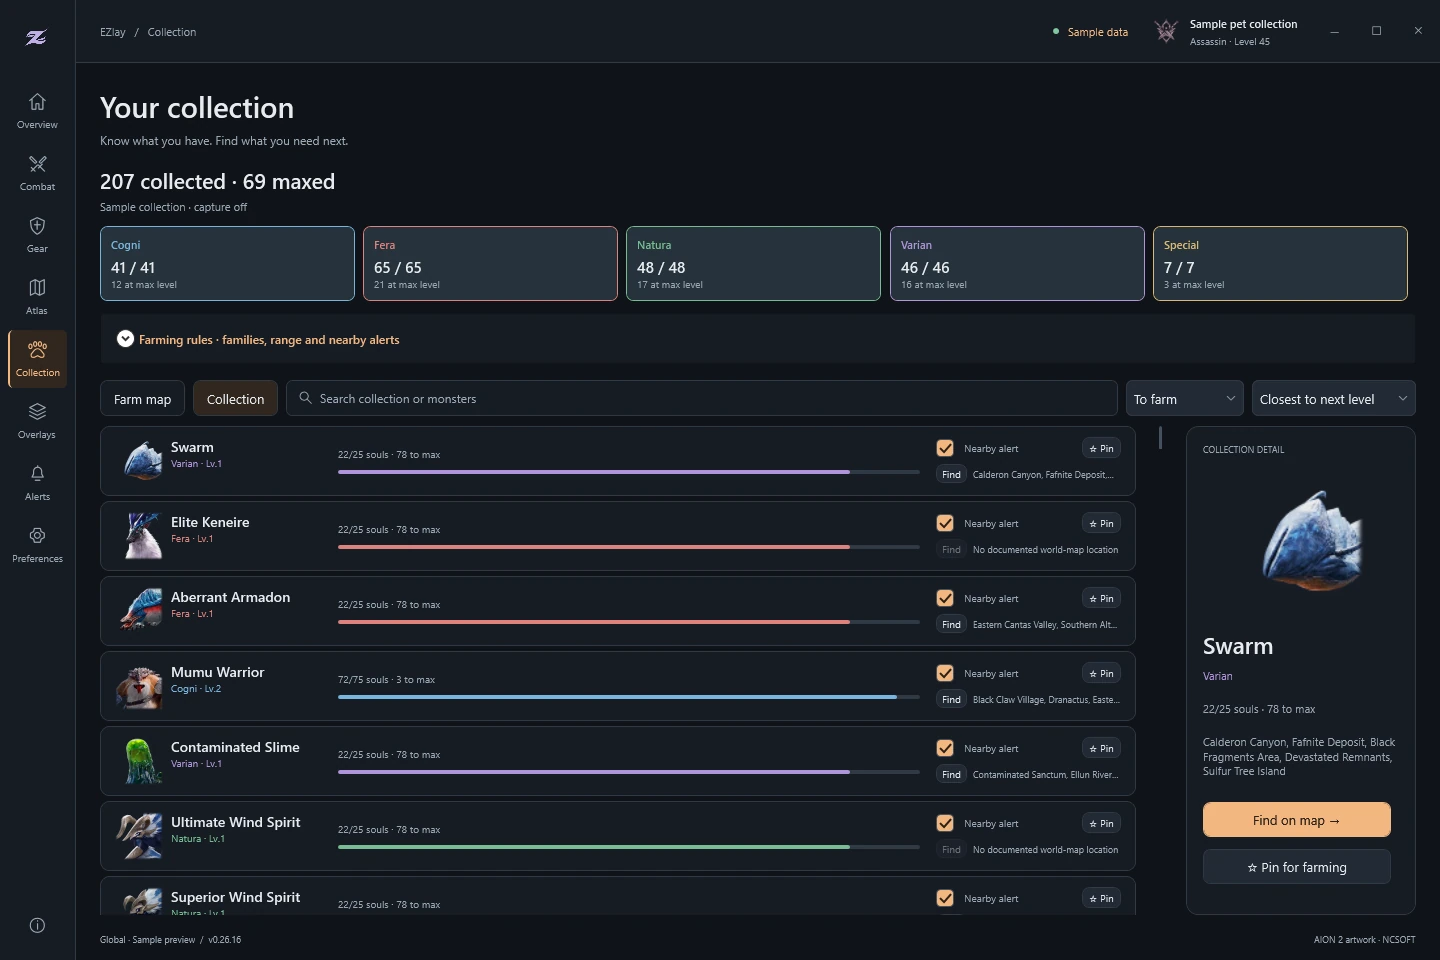 EZlay / Collection
Sample data
Sample pet collection
Assassin · Level 45
Overview
Combat
Gear
Atlas
Collection
Overlays
Alerts
Preferences
Your collection
Know what you have. Find what you need next.
207 collected · 69 maxed
Sample collection · capture off
Cogni
41 / 41
12 at max level
Fera
65 / 65
21 at max level
Natura
48 / 48
17 at max level
Varian
46 / 46
16 at max level
Special
7 / 7
3 at max level
Farming rules · families, range and nearby alerts
Farm map
Collection
Search collection or monsters
To farm
Closest to next level
Swarm
Varian · Lv.1
22/25 souls · 78 to max
Nearby alert
☆ Pin
Find
Calderon Canyon, Fafnite Deposit,...
Elite Keneire
Fera · Lv.1
22/25 souls · 78 to max
Nearby alert
☆ Pin
Find
No documented world-map location
Aberrant Armadon
Fera · Lv.1
22/25 souls · 78 to max
Nearby alert
☆ Pin
Find
Eastern Cantas Valley, Southern Alt...
Mumu Warrior
Cogni · Lv.2
72/75 souls · 3 to max
Nearby alert
☆ Pin
Find
Black Claw Village, Dranactus, Easte...
Contaminated Slime
Varian · Lv.1
22/25 souls · 78 to max
Nearby alert
☆ Pin
Find
Contaminated Sanctum, Ellun River...
Ultimate Wind Spirit
Natura · Lv.1
22/25 souls · 78 to max
Nearby alert
☆ Pin
Find
No documented world-map location
Superior Wind Spirit
Natura · Lv.1
22/25 souls · 78 to max
Nearby alert
☆ Pin
COLLECTION DETAIL
Swarm
Varian
22/25 souls · 78 to max
Calderon Canyon, Fafnite Deposit, Black
Fragments Area, Devastated Remnants,
Sulfur Tree Island
Find on map →
☆ Pin for farming
Global · Sample preview / v0.26.16
AION 2 artwork · NCSOFT